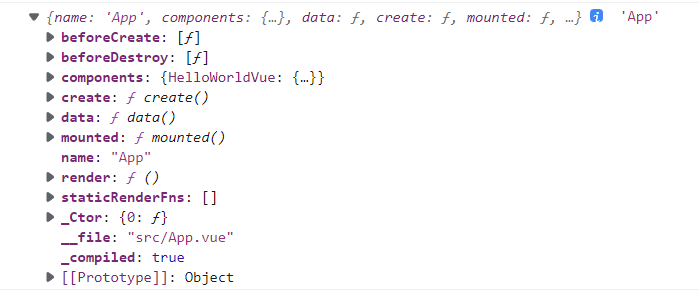 {name: 'App', components: {…}, data: ƒ, create: ƒ, mounted: ƒ, …} i 'App'
beforeCreate: [ƒ]
beforeDestroy: [ƒ]
components: {HelloWorldVue: {…}}
create: ƒ create()
data: ƒ data()
mounted: ƒ mounted()
name: "App"
render: ƒ ()
staticRenderFns: []
_Ctor: {0: ƒ}
__file: "src/App.vue"
_compiled: true
[[Prototype]]: Object